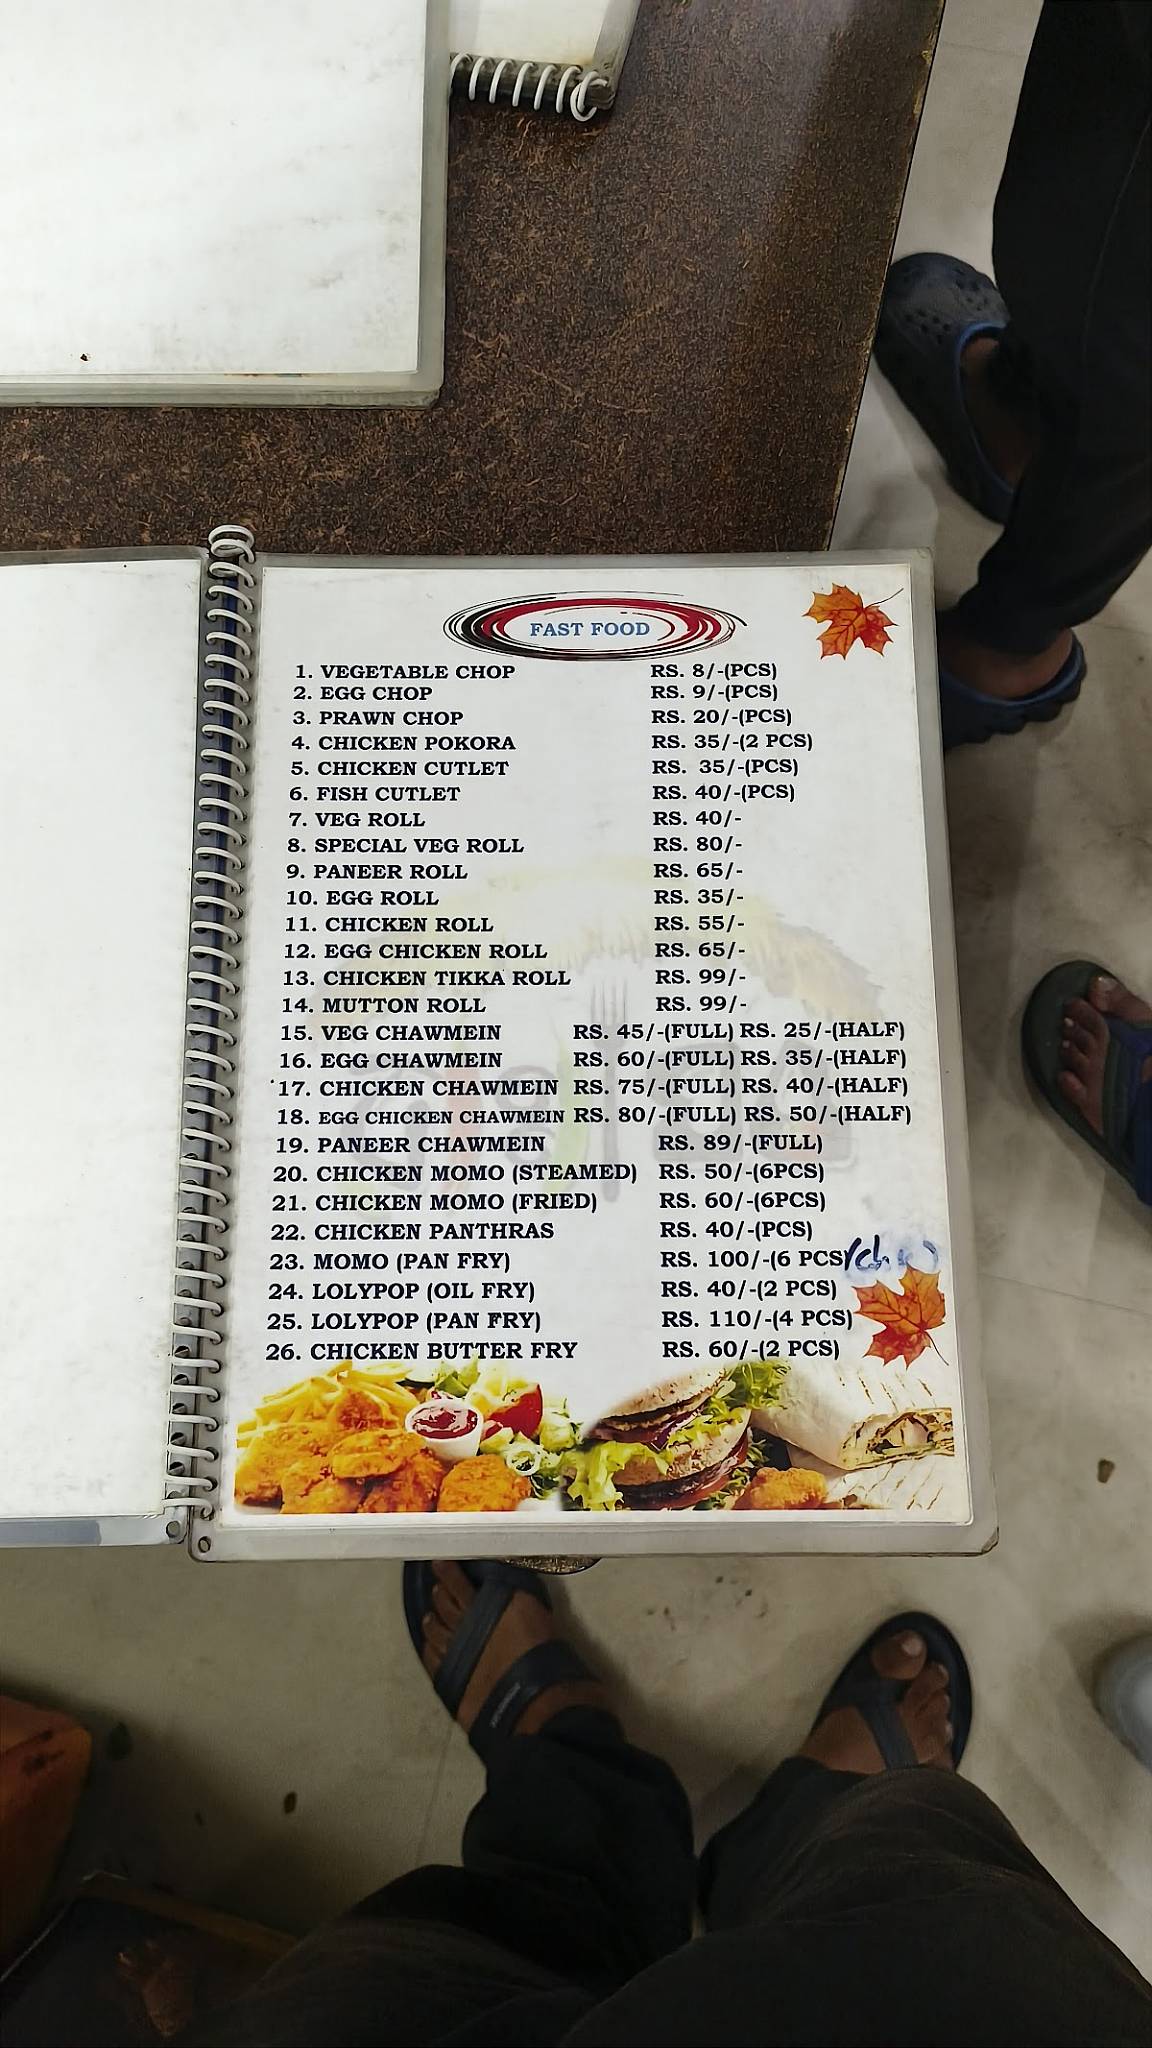 FAST FOOD
1. VEGETABLE CHOP RS. 8/-(PCS)
2. EGG CHOP RS. 9/-(PCS)
3. PRAWN CHOP RS. 20/-(PCS)
4. CHICKEN POKORA RS. 35/-(2 PCS)
5. CHICKEN CUTLET RS. 35/-(PCS)
6. FISH CUTLET RS. 40/-(PCS)
7. VEG ROLL RS. 40/-
8. SPECIAL VEG ROLL RS. 80/-
9. PANEER ROLL RS. 65/-
10. EGG ROLL RS. 35/-
11. CHICKEN ROLL RS. 55/-
12. EGG CHICKEN ROLL RS. 65/-
13. CHICKEN TIKKA ROLL RS. 99/-
14. MUTTON ROLL RS. 99/-
15. VEG CHAWMEIN RS. 45/-(FULL) RS. 25/-(HALF)
16. EGG CHAWMEIN RS. 60/-(FULL) RS. 35/-(HALF)
17. CHICKEN CHAWMEIN RS. 75/-(FULL) RS. 40/-(HALF)
18. EGG CHICKEN CHAWMEIN RS. 80/-(FULL) RS. 50/-(HALF)
19. PANEER CHAWMEIN RS. 89/-(FULL)
20. CHICKEN MOMO (STEAMED) RS. 50/-(6PCS)
21. CHICKEN MOMO (FRIED) RS. 60/-(6PCS)
22. CHICKEN PANTHRAS RS. 40/-(PCS)
23. MOMO (PAN FRY) RS. 100/-(6 PCS)
24. LOLYPOP (OIL FRY) RS. 40/-(2 PCS)
25. LOLYPOP (PAN FRY) RS. 110/-(4 PCS)
26. CHICKEN BUTTER FRY RS. 60/-(2 PCS)